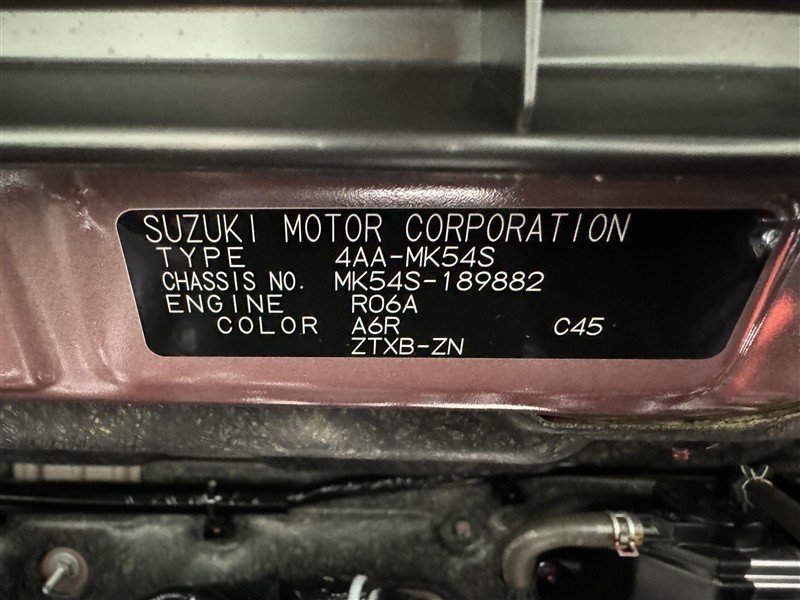 SUZUKI MOTOR CORPORATION
TYPE 4AA-MK54S
CHASSIS NO. MK54S-189882
ENGINE R06A
COLOR A6R C45
ZTXB-ZN